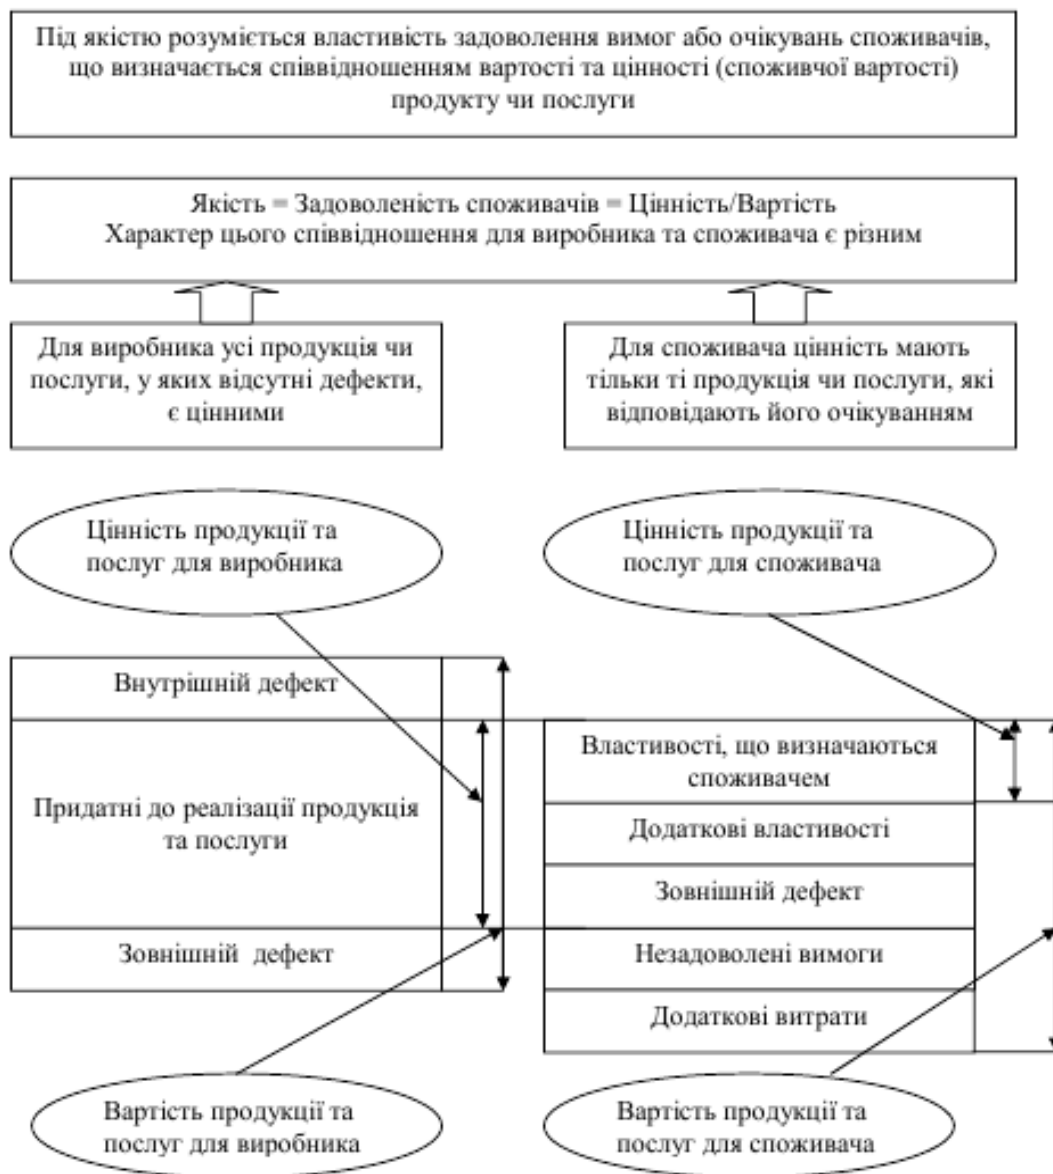 Під якістю розуміється властивість задоволення вимог або очікувань споживачів,
що визначається співвідношенням вартості та цінності (споживчої вартості)
продукту чи послуги
Якість = Задоволеність споживачів = Цінність/Вартість
Характер цього співвідношення для виробника та споживача є різним
Для виробника усі продукція чи
послуги, у яких відсутні дефекти,
є цінними
Для споживача цінність мають
тільки ті продукція чи послуги, які
відповідають його очікуванням
Цінність продукції та
послуг для виробника
Цінність продукції та
послуг для споживача
Внутрішній дефект
Придатні до реалізації продукція
та послуги
Зовнішній дефект
Властивості, що визначаються
споживачем
Додаткові властивості
Зовнішній дефект
Незадоволені вимоги
Додаткові витрати
Вартість продукції та
послуг для виробника
Вартість продукції та
послуг для споживача